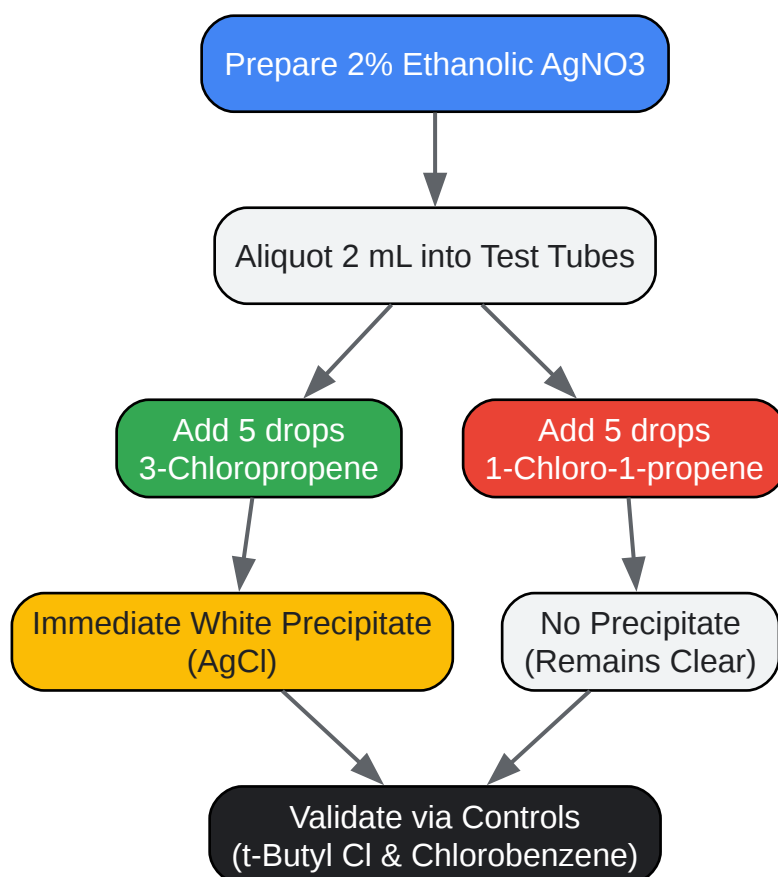 Prepare 2% Ethanolic AgNO3
Aliquot 2 mL into Test Tubes
Add 5 drops
3-Chloropropene
Add 5 drops
1-Chloro-1-propene
Immediate White Precipitate
(AgCl)
No Precipitate
(Remains Clear)
Validate via Controls
(t-Butyl Cl & Chlorobenzene)